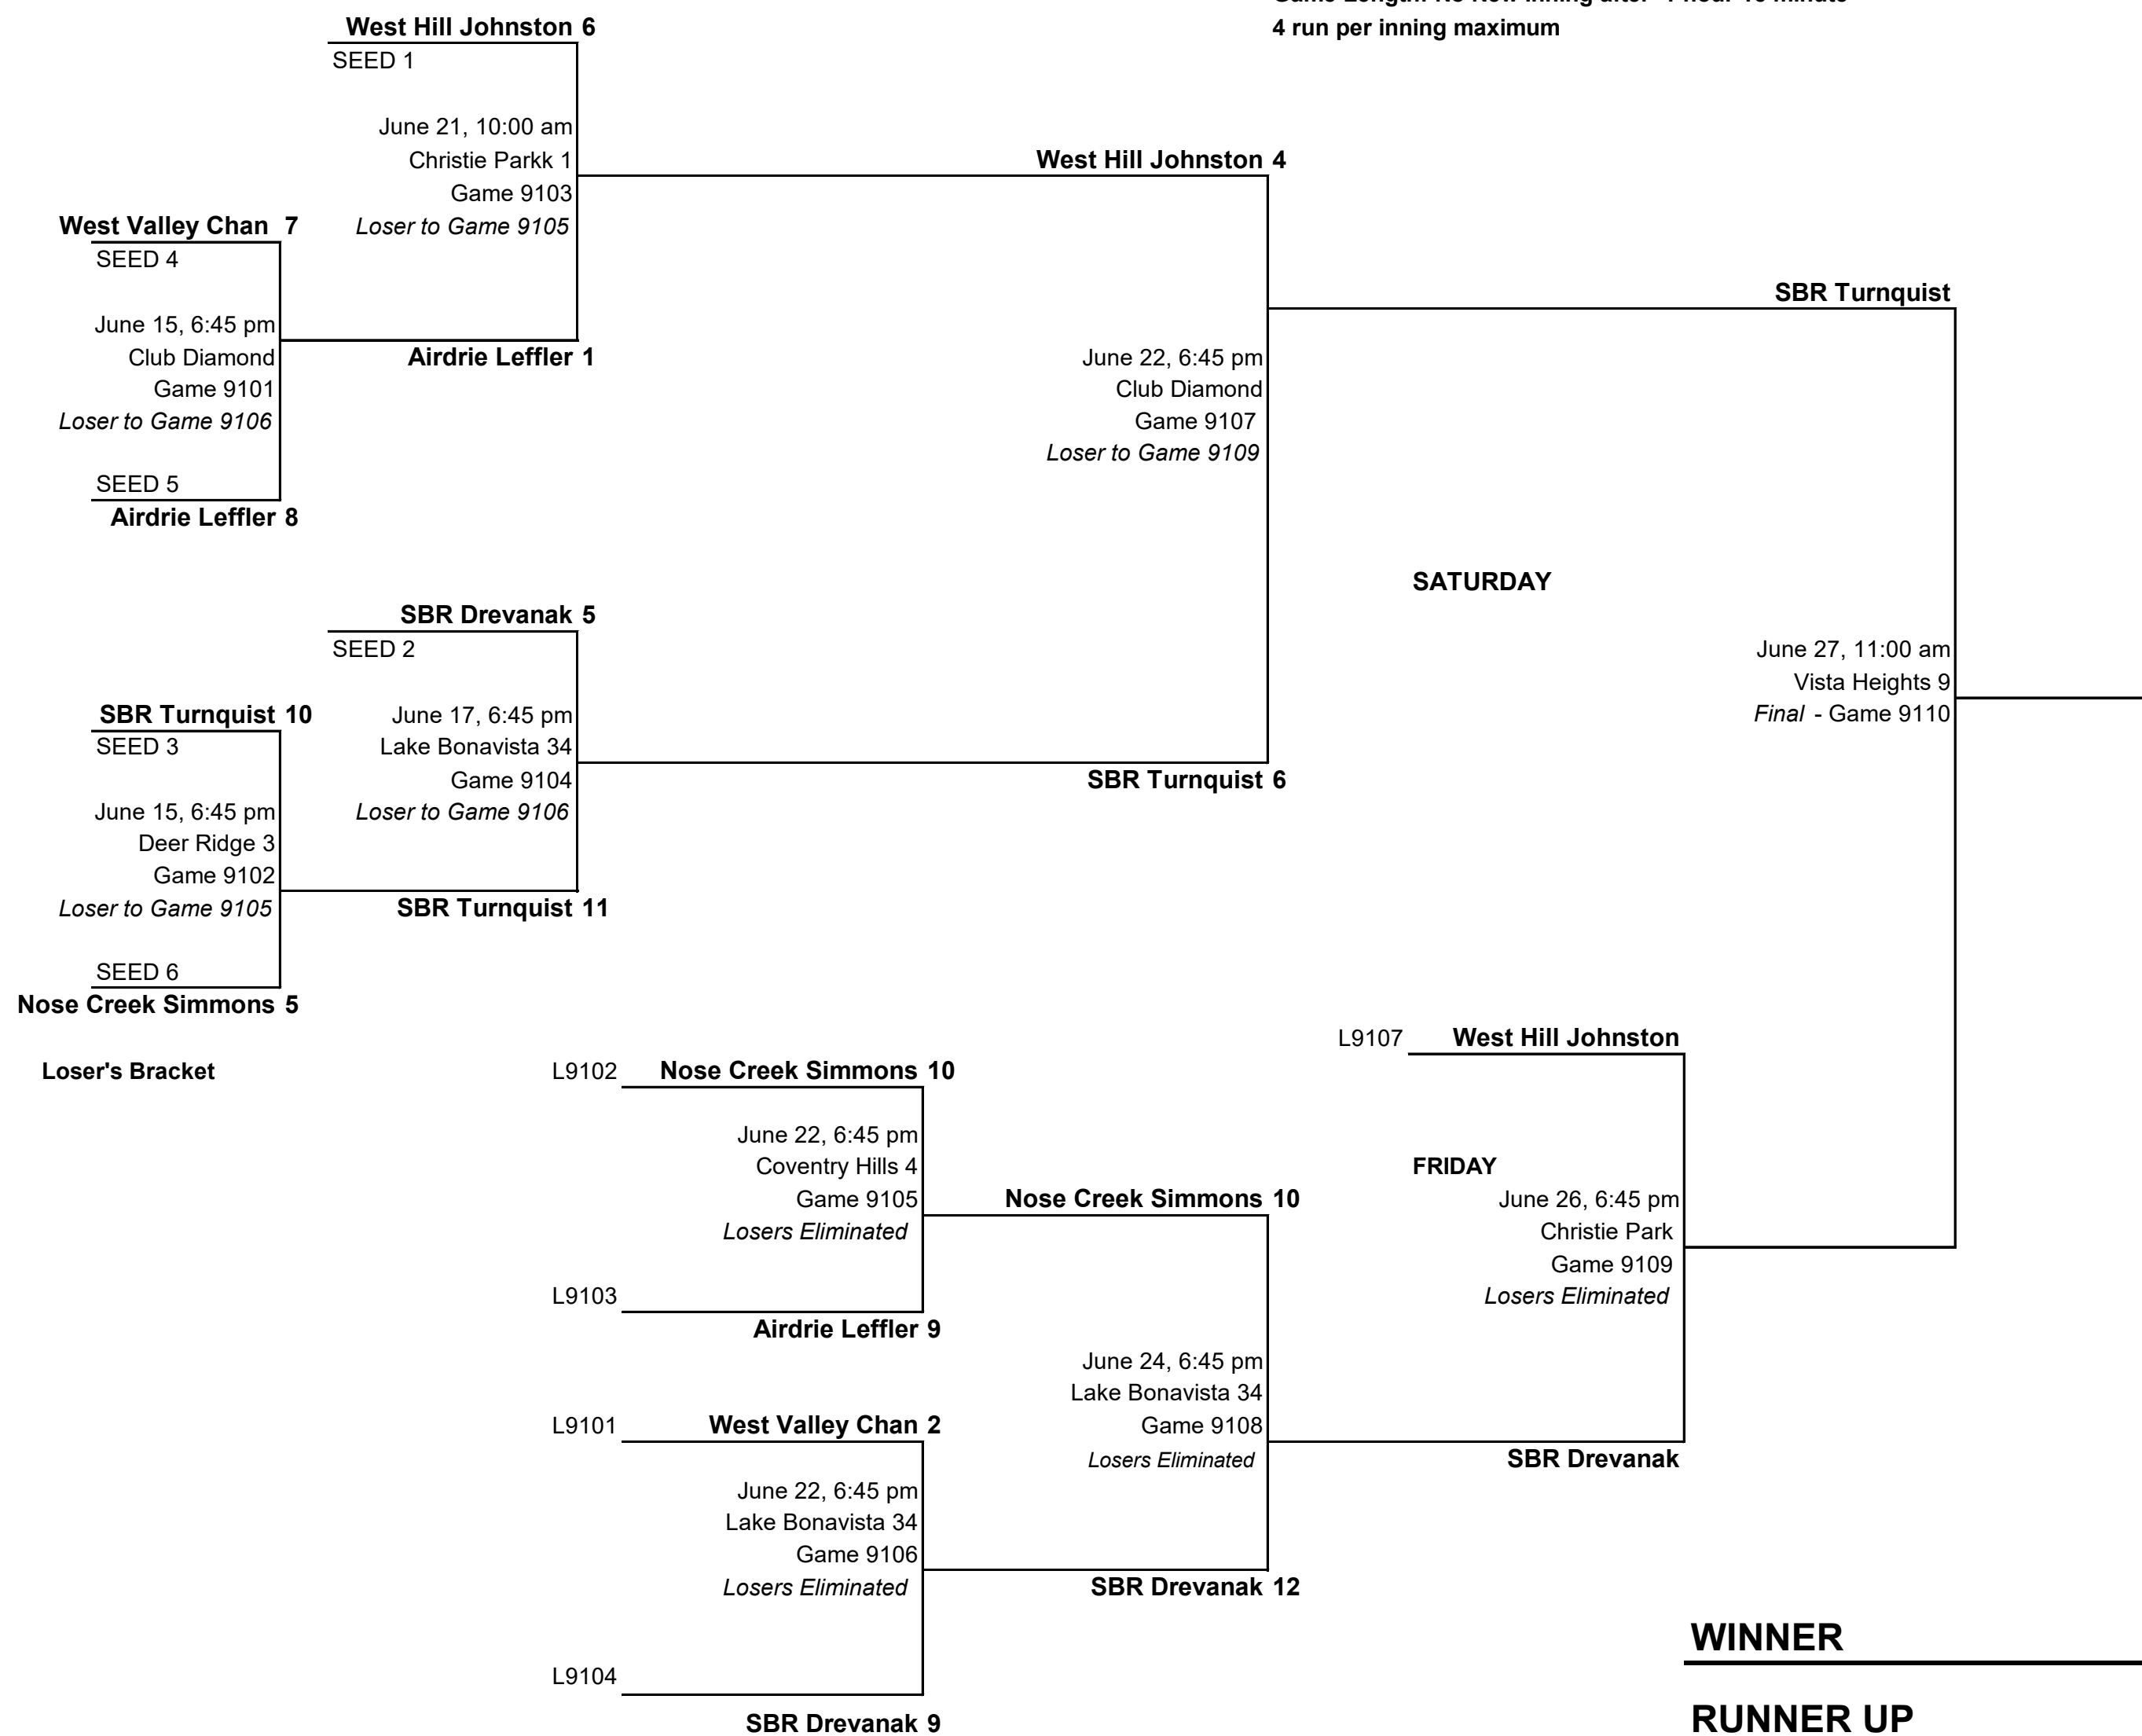 4 run per inning maximum
West Hill Johnston 6
SEED 1
June 21, 10:00 am
Christie Parkk 1
Game 9103
Loser to Game 9105
West Hill Johnston 4
West Valley Chan 7
SEED 4
June 15, 6:45 pm
Club Diamond
Game 9101
Loser to Game 9106
SEED 5
Airdrie Leffler 8
Airdrie Leffler 1
June 22, 6:45 pm
Club Diamond
Game 9107
Loser to Game 9109
SBR Turnquist
SATURDAY
SBR Drevanak 5
SEED 2
June 17, 6:45 pm
Lake Bonavista 34
Game 9104
Loser to Game 9106
SBR Turnquist 10
SEED 3
June 15, 6:45 pm
Deer Ridge 3
Game 9102
Loser to Game 9105
SEED 6
Nose Creek Simmons 5
SBR Turnquist 11
SBR Turnquist 6
June 27, 11:00 am
Vista Heights 9
Final - Game 9110
Loser's Bracket
L9102 Nose Creek Simmons 10
June 22, 6:45 pm
Coventry Hills 4
Game 9105
Losers Eliminated
L9103
Airdrie Leffler 9
Nose Creek Simmons 10
L9107 West Hill Johnston
FRIDAY
June 26, 6:45 pm
Christie Park
Game 9109
Losers Eliminated
June 24, 6:45 pm
Lake Bonavista 34
Game 9108
Losers Eliminated
L9101 West Valley Chan 2
June 22, 6:45 pm
Lake Bonavista 34
Game 9106
Losers Eliminated
L9104
SBR Drevanak 9
SBR Drevanak 12
SBR Drevanak
WINNER
RUNNER UP